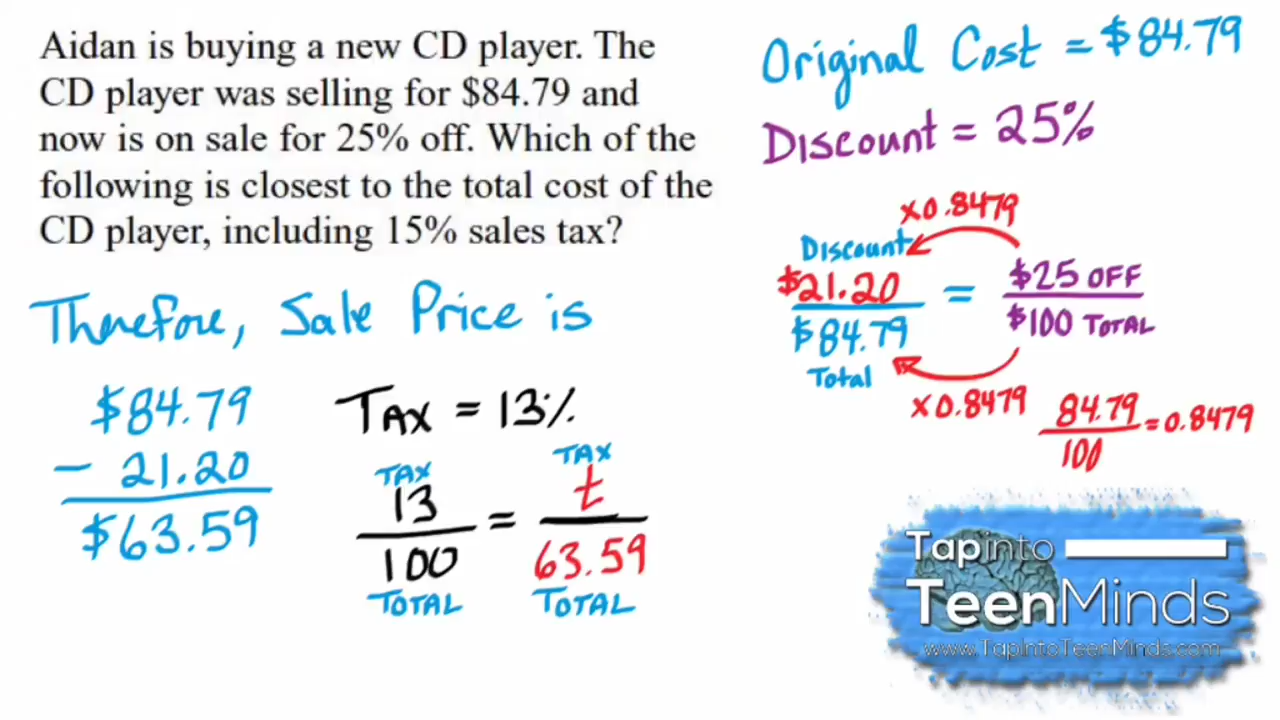 Aidan is buying a new CD player. The
CD player was selling for $84.79 and
now is on sale for 25% off. Which of the
following is closest to the total cost of the
CD player, including 15% sales tax?
Original Cost = $84.79
Discount = 25%
x0.8479
Discount
$21.20 = $25 OFF
$84.79 $100 TOTAL
Total
x0.8479
84.79 = 0.8479
100
Therefore, Sale Price is
$84.79
- 21.20
$63.59
TAX = 13%
TAX TAX
13 = t
100 63.59
TOTAL TOTAL
Tap into
TeenMinds
www.TapIntoTeenMinds.com